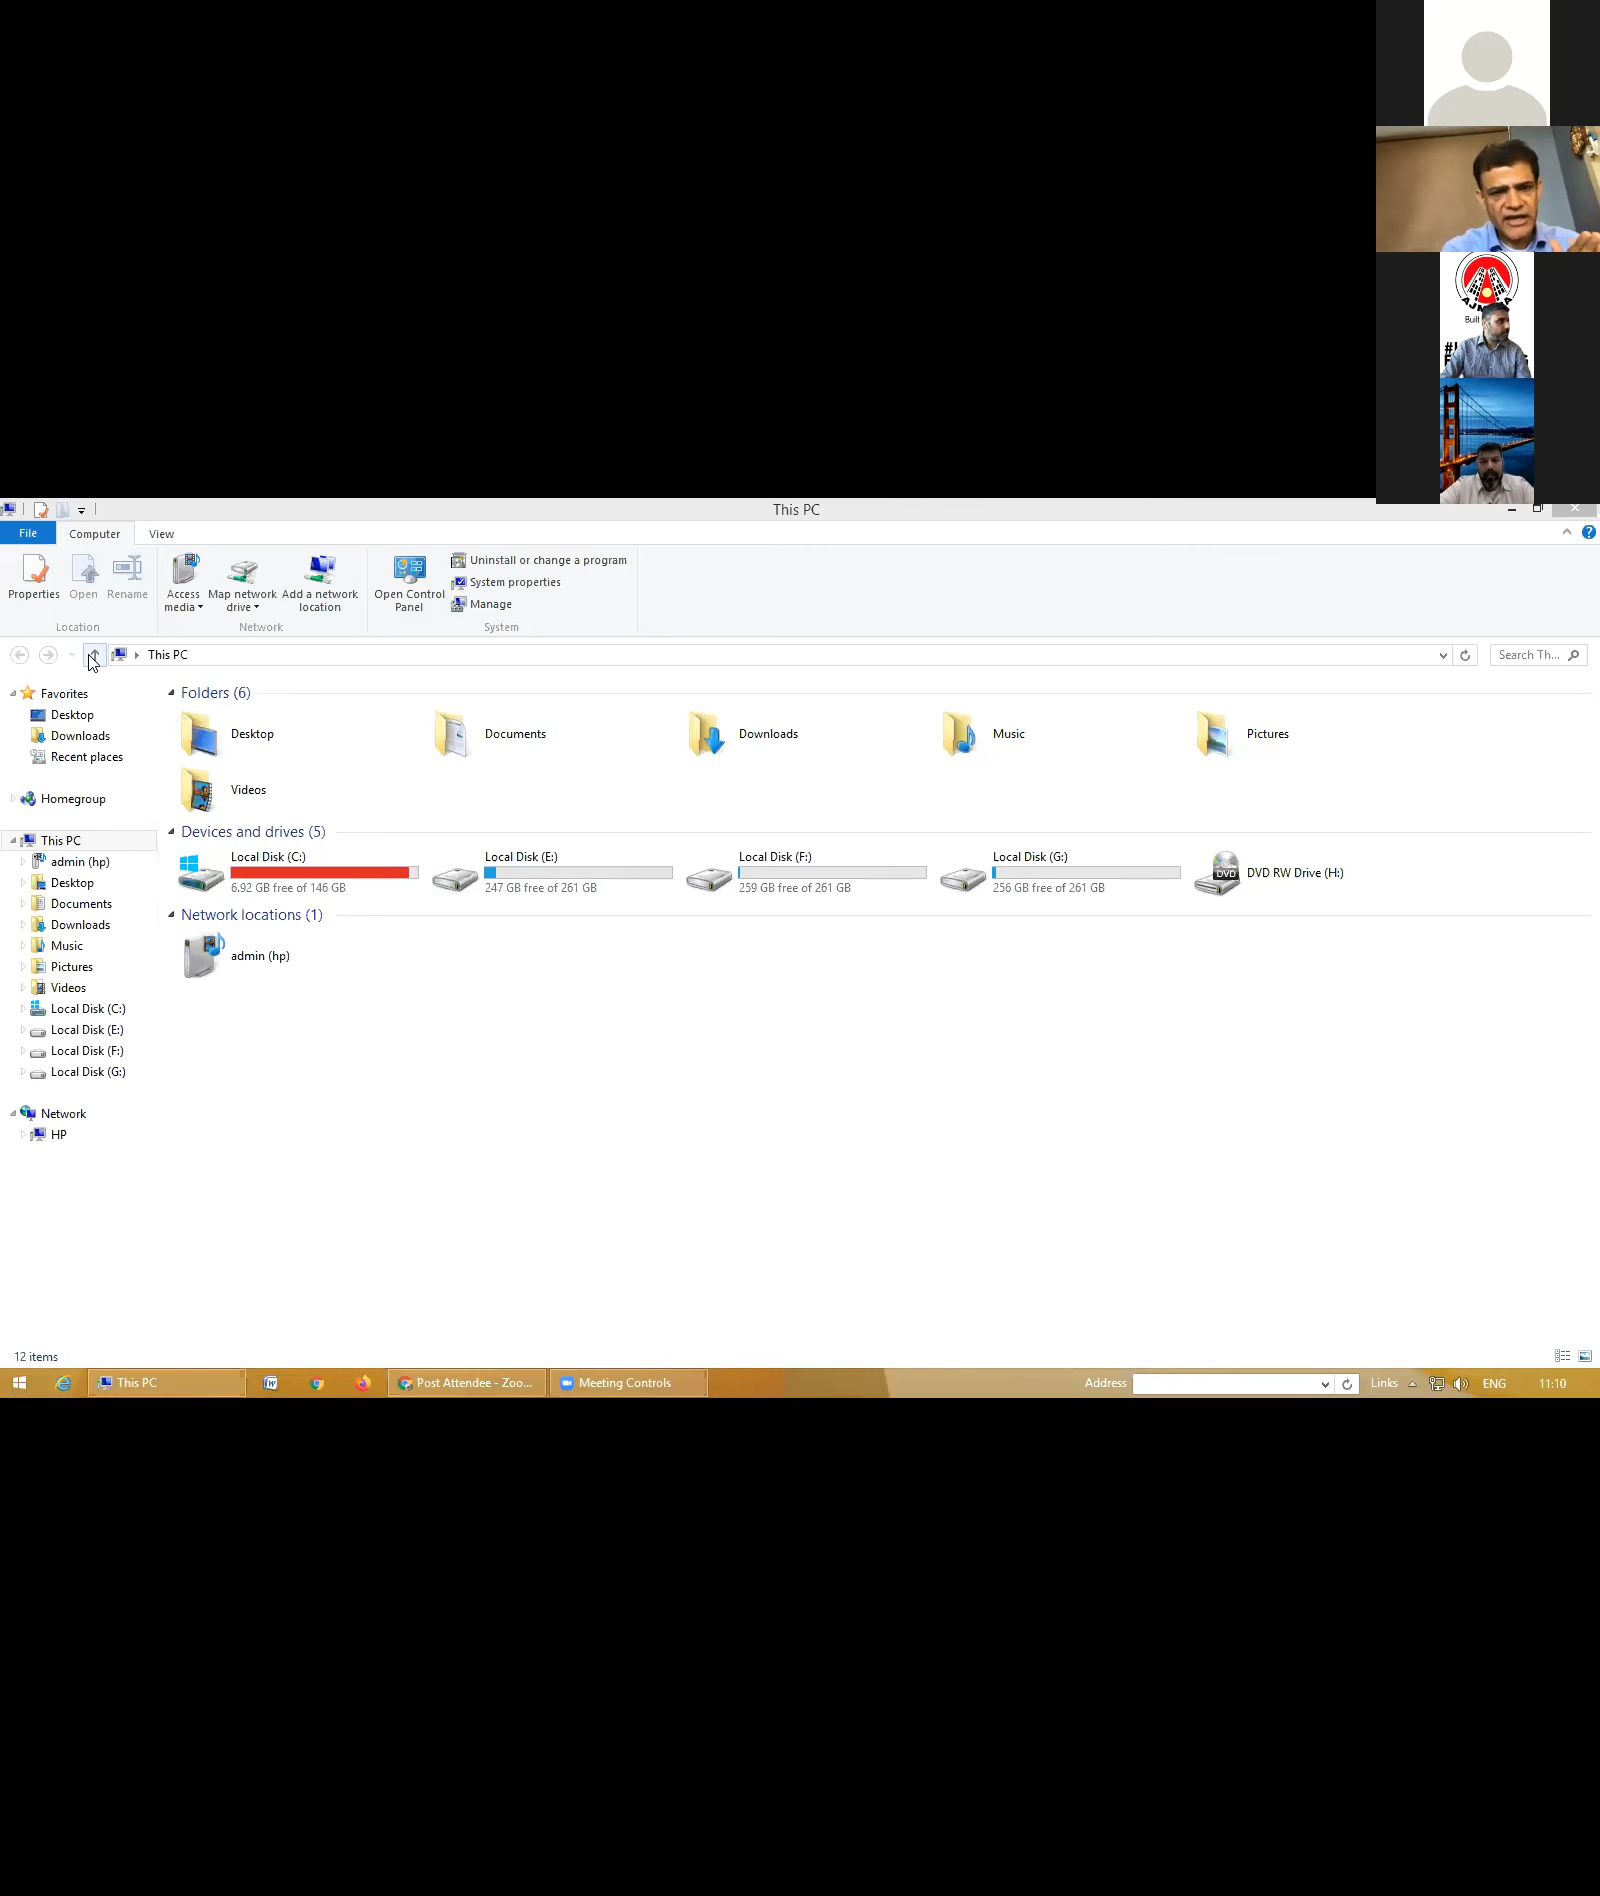 Built
This PC
File
Computer
View
Properties
Open
Rename
Access media
Map network drive
Add a network location
Open Control Panel
Uninstall or change a program
System properties
Manage
Location
Network
System
This PC
Search Th...
Favorites
Desktop
Downloads
Recent places
Homegroup
This PC
admin (hp)
Desktop
Documents
Downloads
Music
Pictures
Videos
Local Disk (C:)
Local Disk (E:)
Local Disk (F:)
Local Disk (G:)
Network
HP
Folders (6)
Desktop
Documents
Downloads
Music
Pictures
Videos
Devices and drives (5)
Local Disk (C:)
6.92 GB free of 146 GB
Local Disk (E:)
247 GB free of 261 GB
Local Disk (F:)
259 GB free of 261 GB
Local Disk (G:)
256 GB free of 261 GB
DVD
DVD RW Drive (H:)
Network locations (1)
admin (hp)
12 items
This PC
Post Attendee - Zoo...
Meeting Controls
Address
Links
ENG
11:10